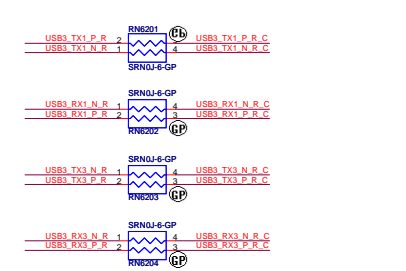 RN6201
USB3_TX1_P_R 2 3 USB3_TX1_P_R_C
USB3_TX1_N_R 1 4 USB3_TX1_N_R_C
SRN0J-6-GP
SRN0J-6-GP
USB3_RX1_N_R 1 4 USB3_RX1_N_R_C
USB3_RX1_P_R 2 3 USB3_RX1_P_R_C
RN6202 GP
SRN0J-6-GP
USB3_TX3_N_R 1 4 USB3_TX3_N_R_C
USB3_TX3_P_R 2 3 USB3_TX3_P_R_C
RN6203 GP
SRN0J-6-GP
USB3_RX3_N_R 1 4 USB3_RX3_N_R_C
USB3_RX3_P_R 2 3 USB3_RX3_P_R_C
RN6204 GP